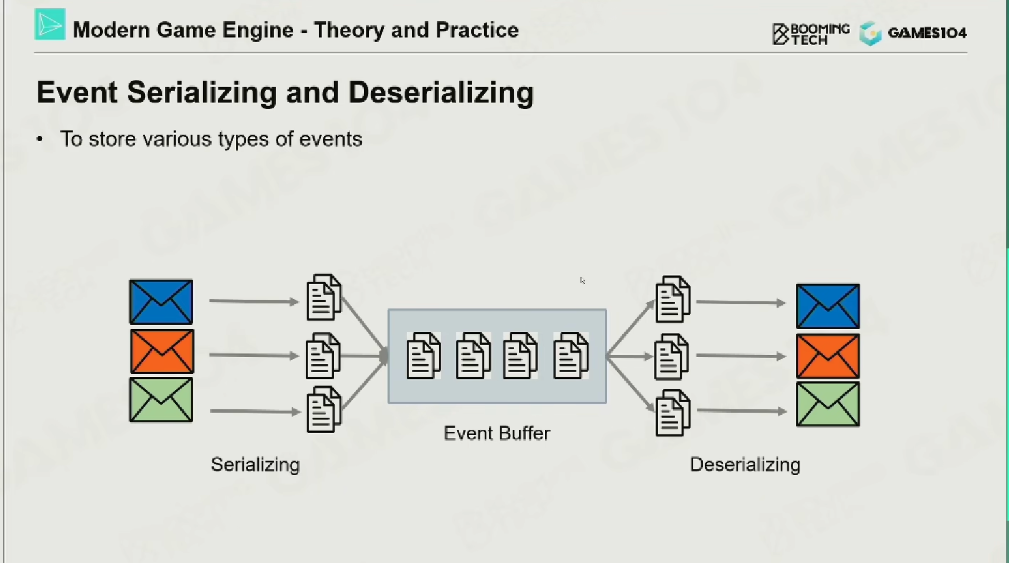 Modern Game Engine - Theory and Practice
BOOMING
TECH
GAMES104
Event Serializing and Deserializing
• To store various types of events
Event Buffer
Serializing
Deserializing